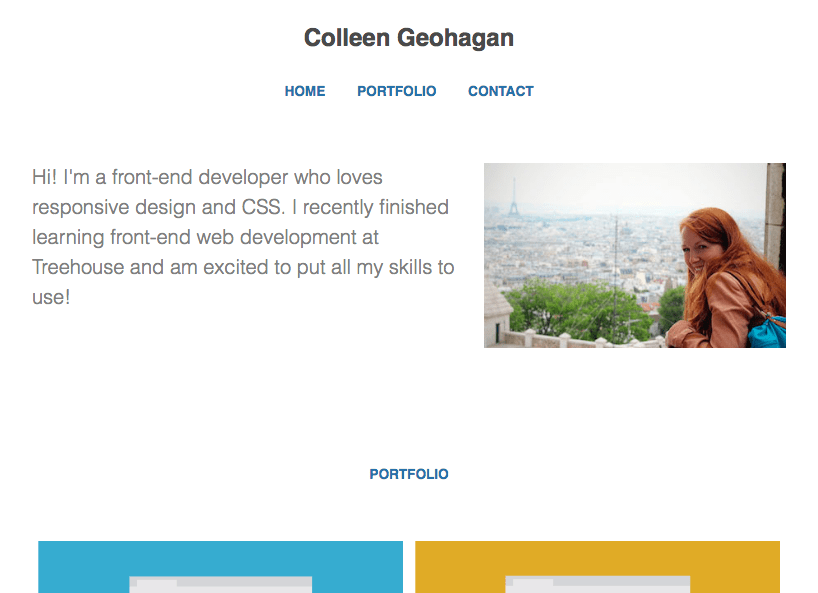 Colleen Geohagan
HOME PORTFOLIO CONTACT
Hi! I'm a front-end developer who loves
responsive design and CSS. I recently finished
learning front-end web development at
Treehouse and am excited to put all my skills to
use!
PORTFOLIO